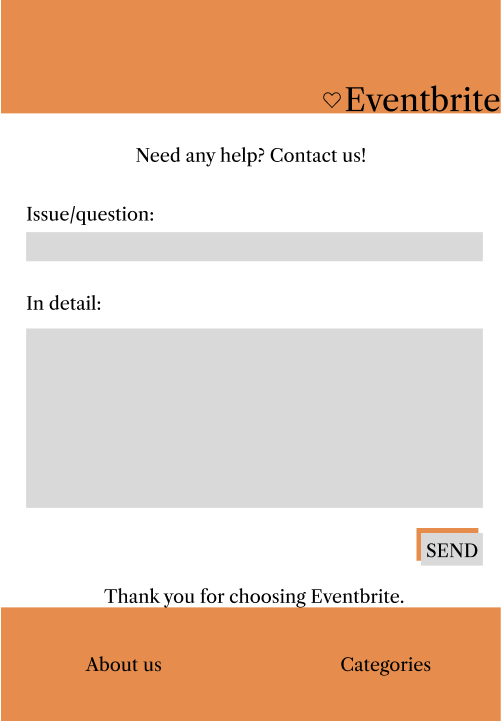 Eventbrite
Need any help? Contact us!
Issue/question:
In detail:
SEND
Thank you for choosing Eventbrite.
About us
Categories